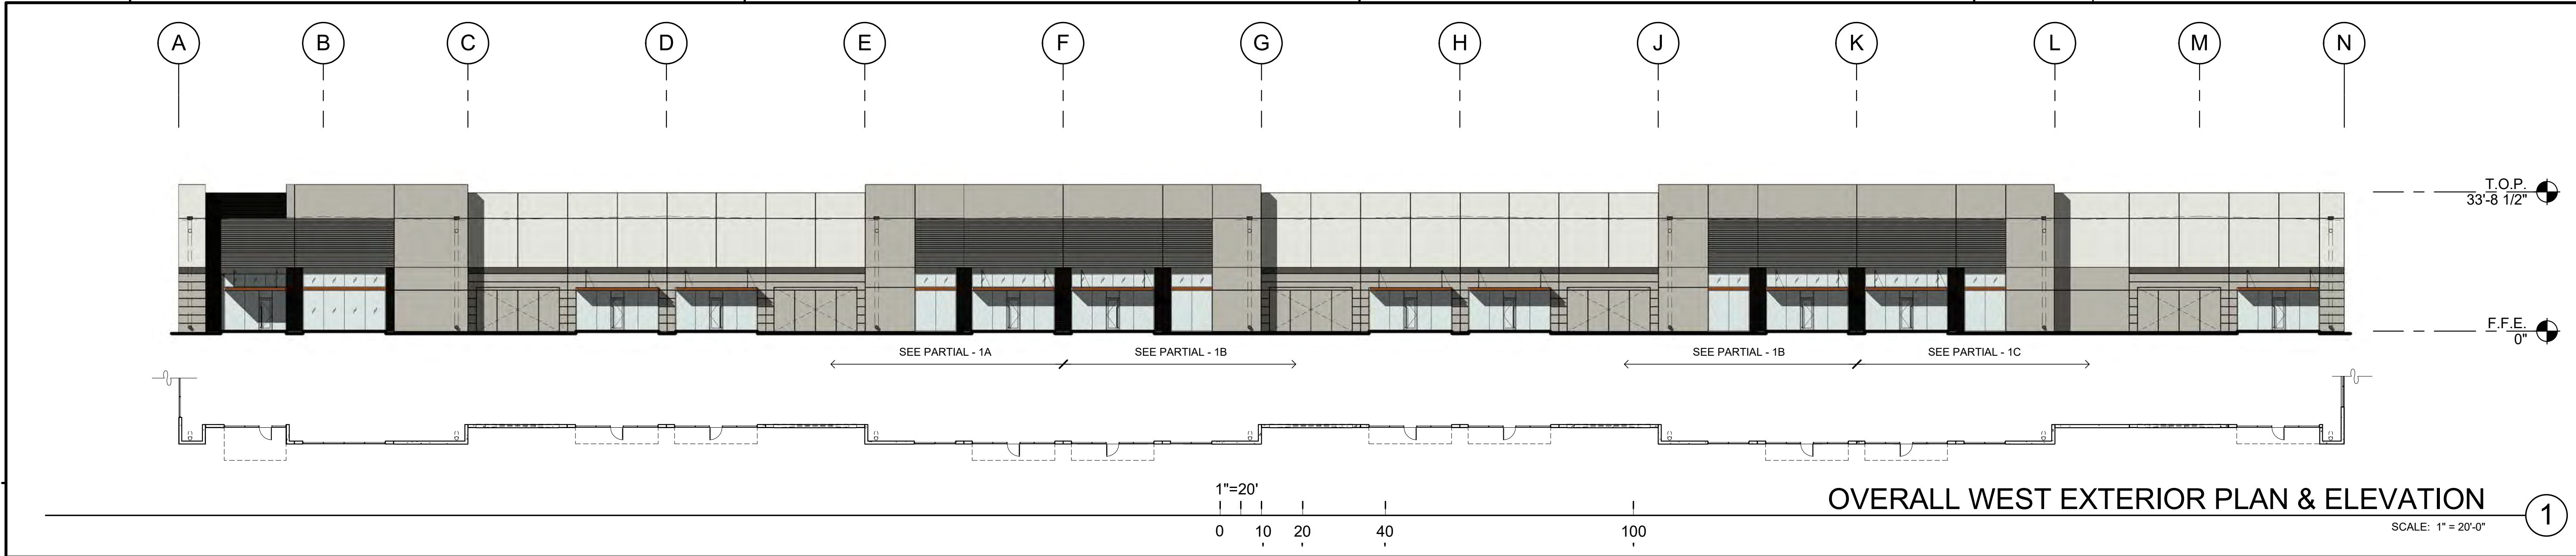 A B C D E F G H J K L M N
T.O.P.
33'-8 1/2"
F.F.E.
0"
SEE PARTIAL - 1A SEE PARTIAL - 1B SEE PARTIAL - 1B SEE PARTIAL - 1C
1"=20'
0 10 20 40 100
OVERALL WEST EXTERIOR PLAN & ELEVATION
1
SCALE: 1" = 20'-0"